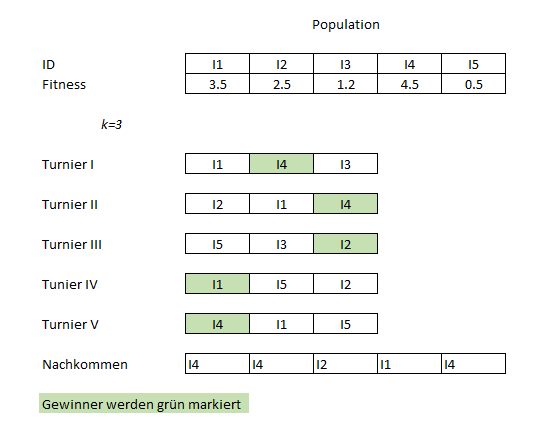 Population
ID I1 I2 I3 I4 I5
Fitness 3.5 2.5 1.2 4.5 0.5
k=3
Turnier I I1 I4 I3
Turnier II I2 I1 I4
Turnier III I5 I3 I2
Tunier IV I1 I5 I2
Turnier V I4 I1 I5
Nachkommen I4 I4 I2 I1 I4
Gewinner werden grün markiert